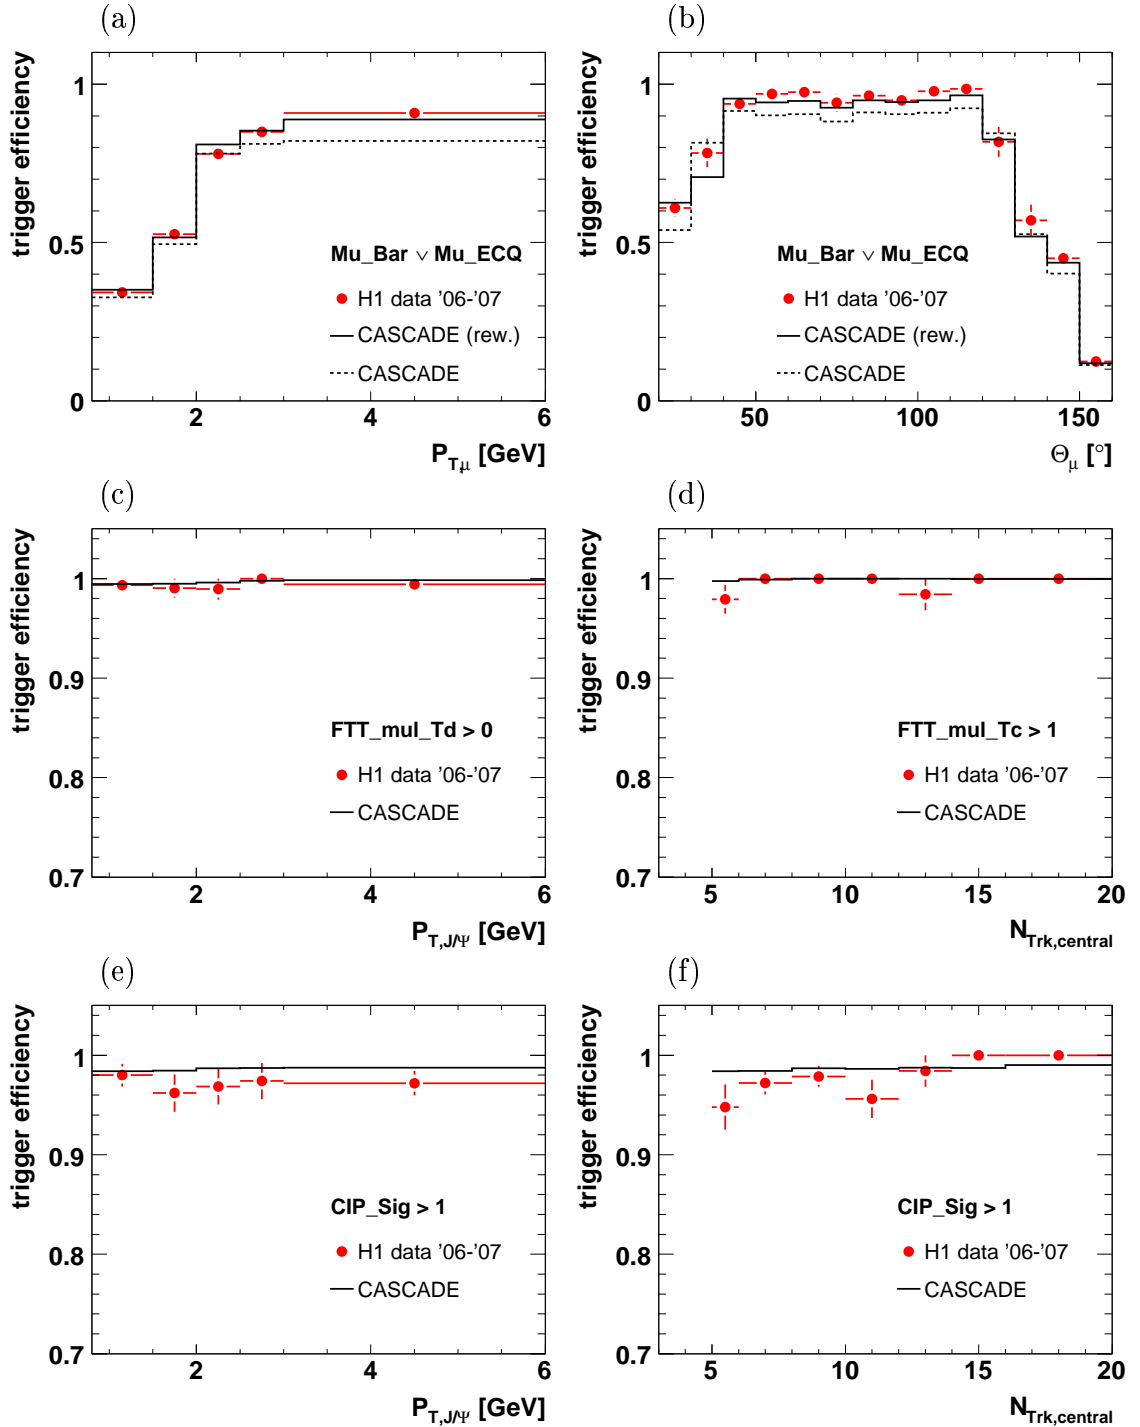 (a)
trigger efficiency
1
0.5
0
Mu_Bar ∨ Mu_ECQ
H1 data '06-'07
CASCADE (rew.)
CASCADE
2 4 6
P_T,μ [GeV]
(b)
trigger efficiency
1
0.5
0
Mu_Bar ∨ Mu_ECQ
H1 data '06-'07
CASCADE (rew.)
CASCADE
50 100 150
Θ_μ [°]
(c)
trigger efficiency
1
0.9
0.8
0.7
FTT_mul_Td > 0
H1 data '06-'07
CASCADE
2 4 6
P_T,J/Ψ [GeV]
(d)
trigger efficiency
1
0.9
0.8
0.7
FTT_mul_Tc > 1
H1 data '06-'07
CASCADE
5 10 15 20
N_Trk,central
(e)
trigger efficiency
1
0.9
0.8
0.7
CIP_Sig > 1
H1 data '06-'07
CASCADE
2 4 6
P_T,J/Ψ [GeV]
(f)
trigger efficiency
1
0.9
0.8
0.7
CIP_Sig > 1
H1 data '06-'07
CASCADE
5 10 15 20
N_Trk,central